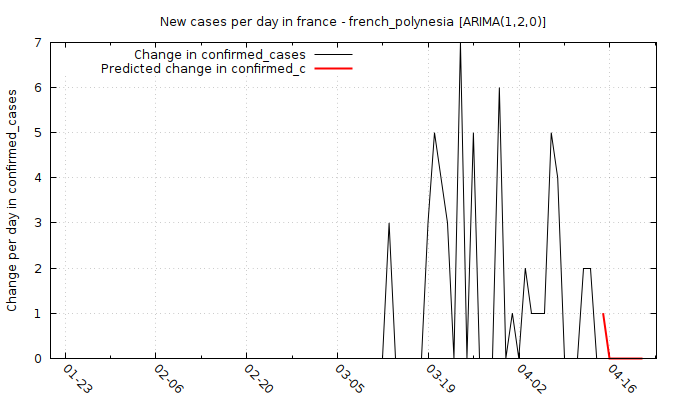 New cases per day in france - french_polynesia [ARIMA(1,2,0)]
Change in confirmed_cases
Predicted change in confirmed_c
Change per day in confirmed_cases
7
6
5
4
3
2
1
0
01-23 02-06 02-20 03-05 03-19 04-02 04-16